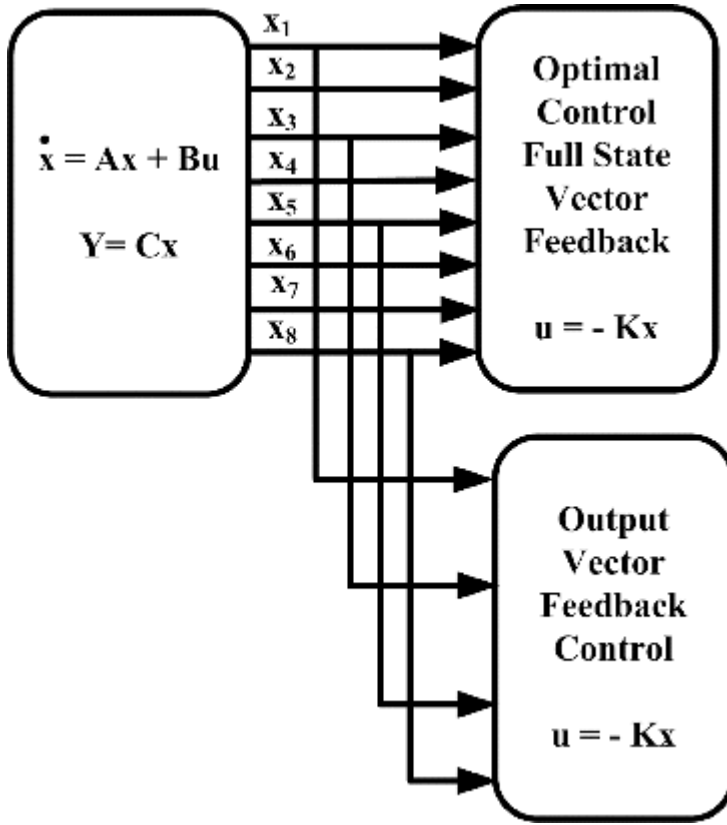 ẋ = Ax + Bu
Y= Cx
x₁
x₂
x₃
x₄
x₅
x₆
x₇
x₈
Optimal
Control
Full State
Vector
Feedback
u = - Kx
Output
Vector
Feedback
Control
u = - Kx